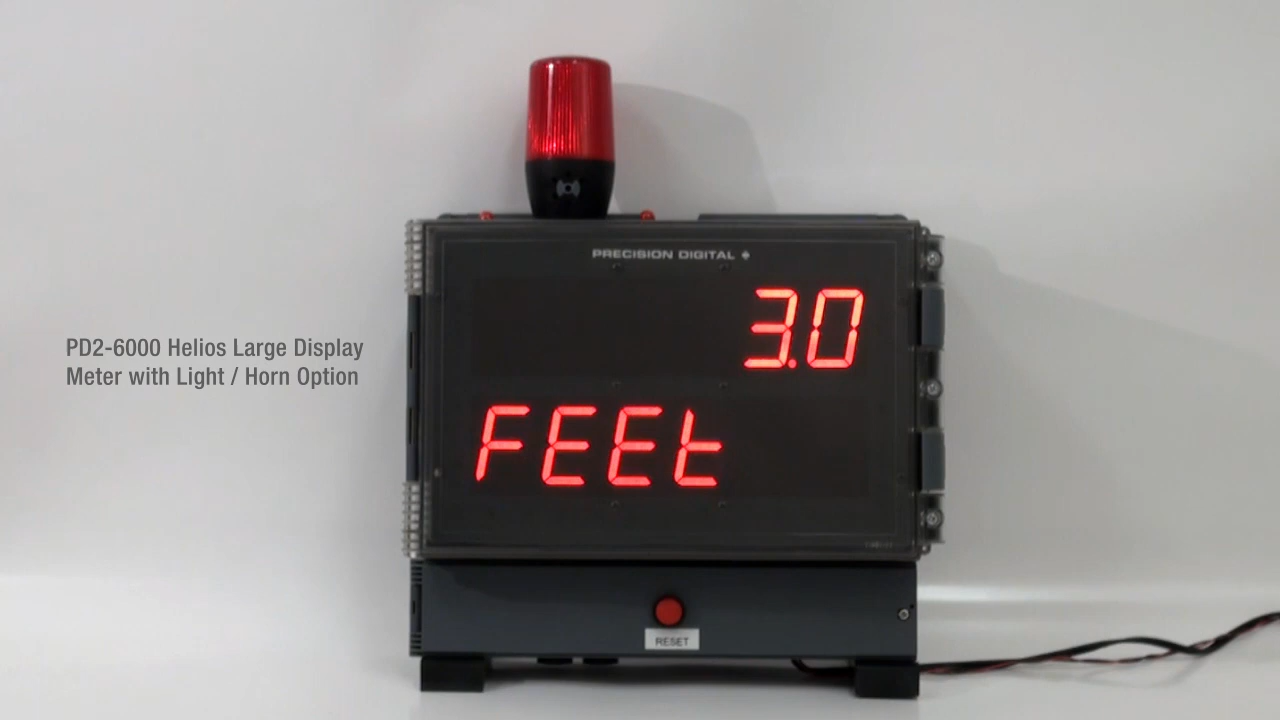 PRECISION DIGITAL
3.0
PD2-6000 Helios Large Display
Meter with Light / Horn Option
FEEt
RESET